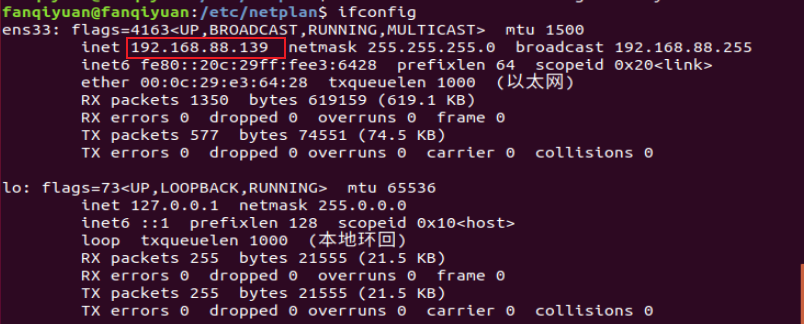 fanqiyuan@fanqiyuan:/etc/netplan$ ifconfig
ens33: flags=4163<UP,BROADCAST,RUNNING,MULTICAST>  mtu 1500
        inet 192.168.88.139  netmask 255.255.255.0  broadcast 192.168.88.255
        inet6 fe80::20c:29ff:fee3:6428  prefixlen 64  scopeid 0x20<link>
        ether 00:0c:29:e3:64:28  txqueuelen 1000  (以太网)
        RX packets 1350  bytes 619159 (619.1 KB)
        RX errors 0  dropped 0  overruns 0  frame 0
        TX packets 577  bytes 74551 (74.5 KB)
        TX errors 0  dropped 0 overruns 0  carrier 0  collisions 0
lo: flags=73<UP,LOOPBACK,RUNNING>  mtu 65536
        inet 127.0.0.1  netmask 255.0.0.0
        inet6 ::1  prefixlen 128  scopeid 0x10<host>
        loop  txqueuelen 1000  (本地环回)
        RX packets 255  bytes 21555 (21.5 KB)
        RX errors 0  dropped 0  overruns 0  frame 0
        TX packets 255  bytes 21555 (21.5 KB)
        TX errors 0  dropped 0 overruns 0  carrier 0  collisions 0